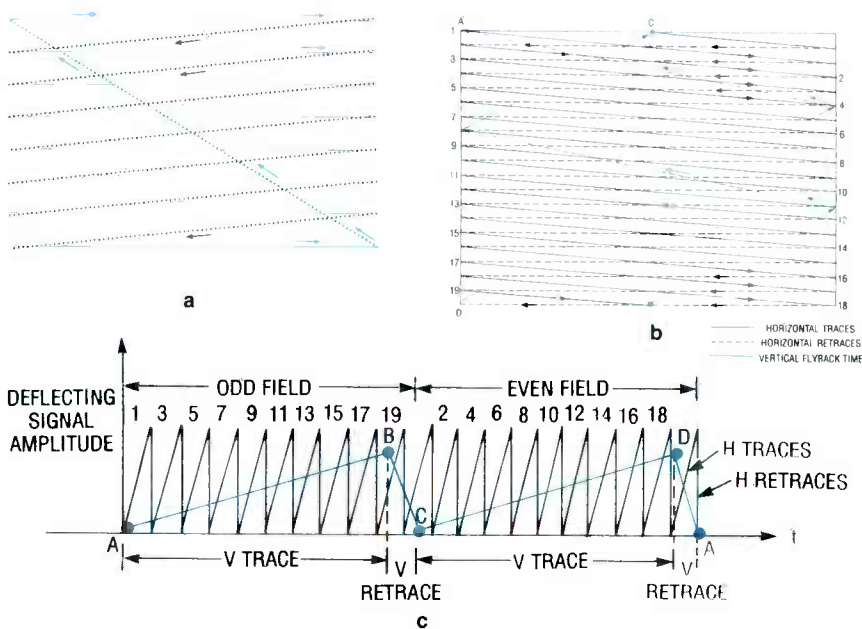 A
C
1
3
5
7
9
11
13
15
17
19
D
2
4
6
8
10
12
14
16
18
a
b
HORIZONTAL TRACES
HORIZONTAL RETRACES
VERTICAL FLYBACK TIME
DEFLECTING
SIGNAL
AMPLITUDE
ODD FIELD
EVEN FIELD
1 3 5 7 9 11 13 15 17 19 2 4 6 8 10 12 14 16 18
B
D
H TRACES
H RETRACES
C
A
A
t
V TRACE
V
RETRACE
V TRACE
V
RETRACE
c